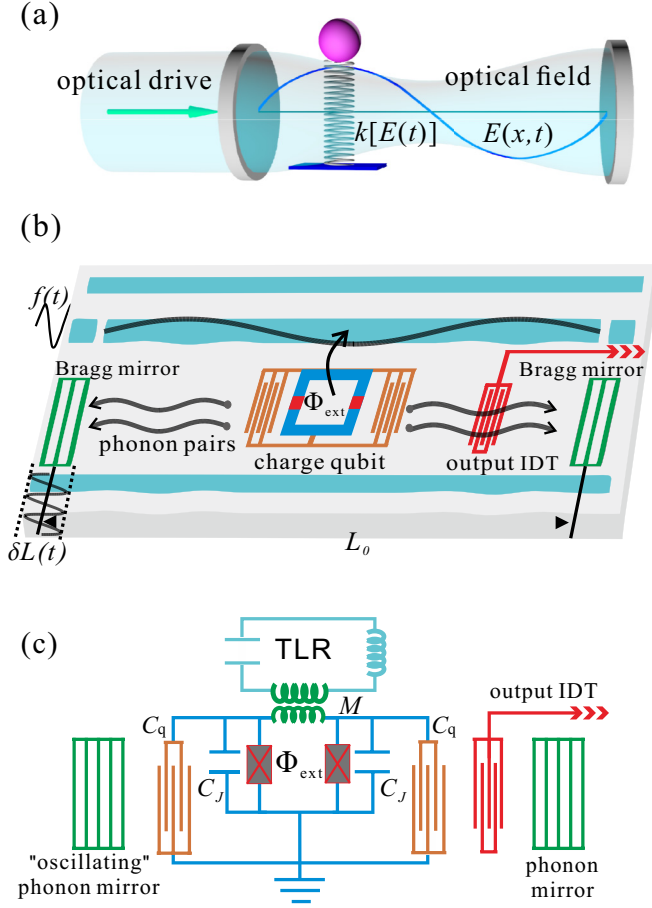 (a)
optical drive
optical field
k[E(t)]
E(x,t)
(b)
f(t)
Bragg mirror
Bragg mirror
Φext
phonon pairs
charge qubit
output IDT
δL(t)
L0
(c)
TLR
M
output IDT
Cq
Cq
Φext
CJ
CJ
"oscillating"
phonon mirror
phonon
mirror